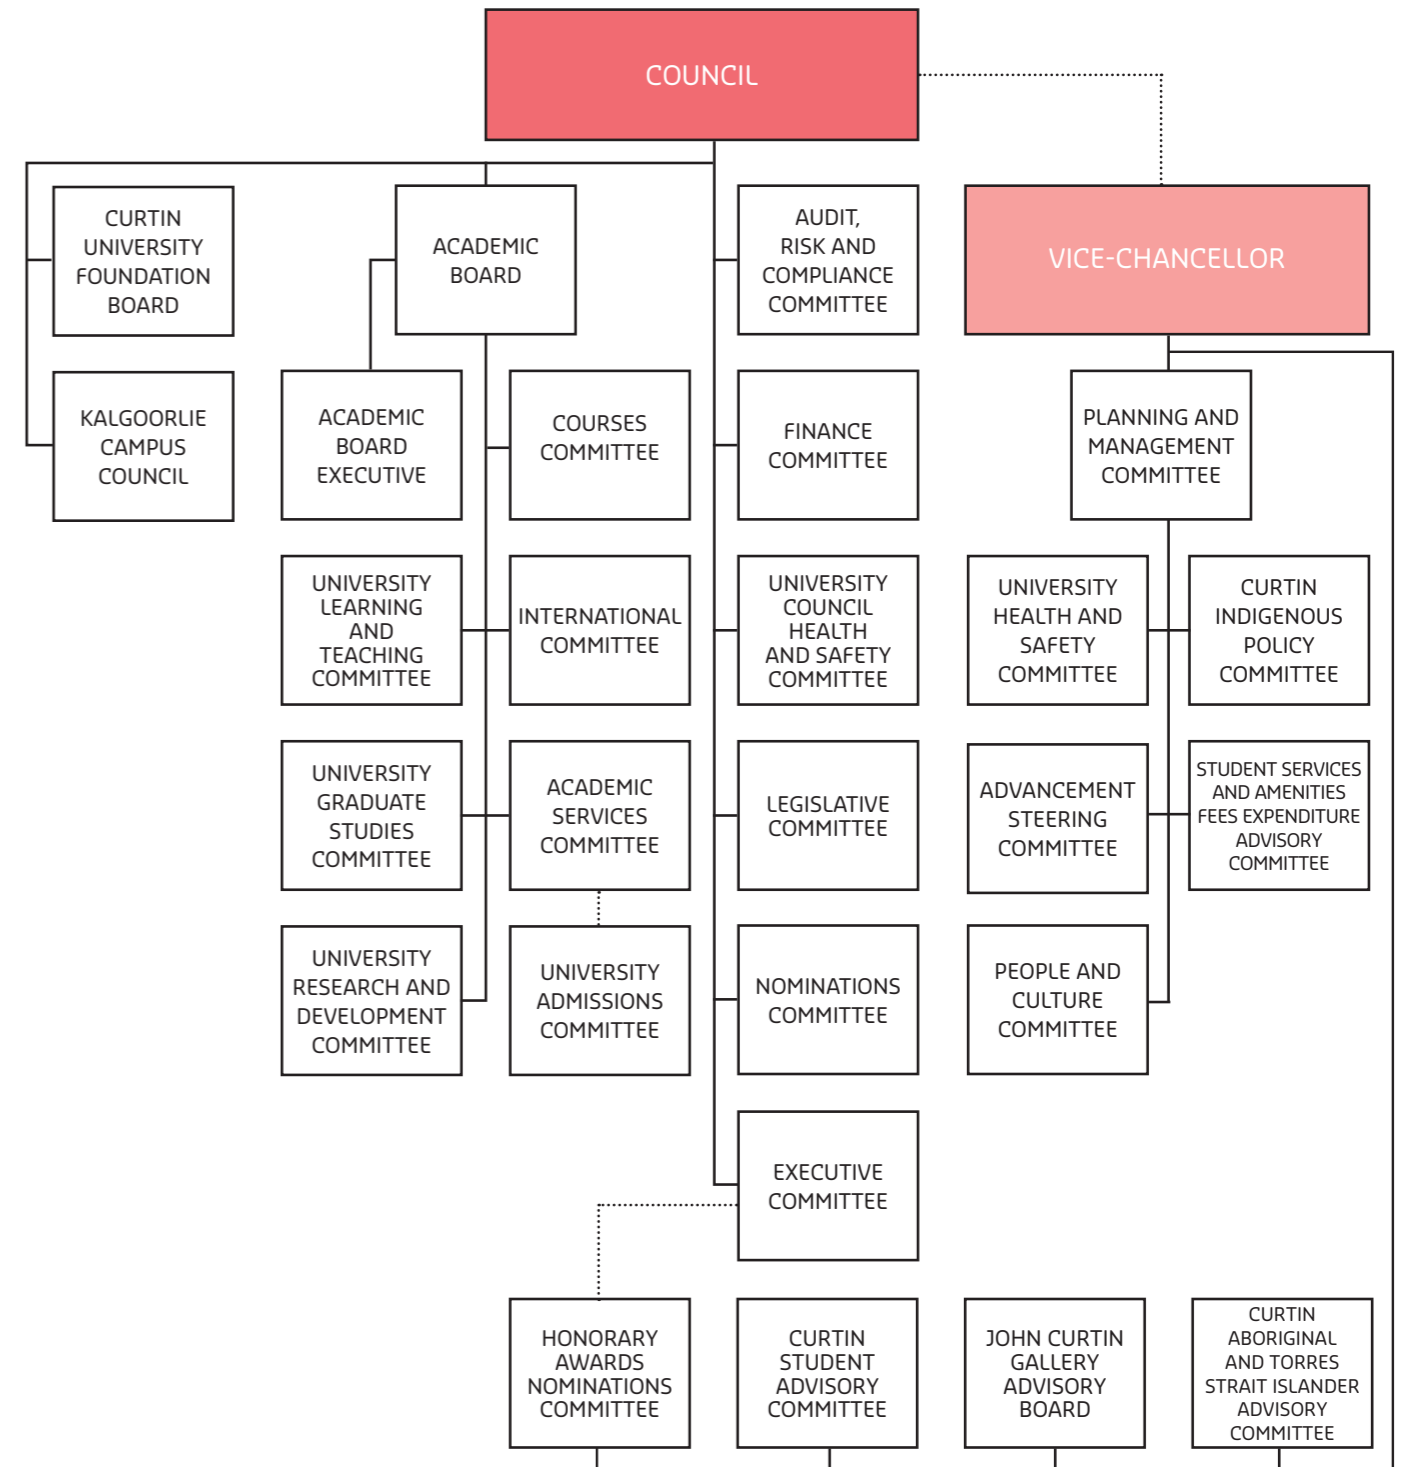 COUNCIL
CURTIN
UNIVERSITY
FOUNDATION
BOARD
ACADEMIC
BOARD
AUDIT,
RISK AND
COMPLIANCE
COMMITTEE
VICE-CHANCELLOR
KALGOORLIE
CAMPUS
COUNCIL
ACADEMIC
BOARD
EXECUTIVE
COURSES
COMMITTEE
FINANCE
COMMITTEE
PLANNING AND
MANAGEMENT
COMMITTEE
UNIVERSITY
LEARNING
AND
TEACHING
COMMITTEE
INTERNATIONAL
COMMITTEE
UNIVERSITY
COUNCIL
HEALTH
AND SAFETY
COMMITTEE
UNIVERSITY
HEALTH AND
SAFETY
COMMITTEE
CURTIN
INDIGENOUS
POLICY
COMMITTEE
UNIVERSITY
GRADUATE
STUDIES
COMMITTEE
ACADEMIC
SERVICES
COMMITTEE
LEGISLATIVE
COMMITTEE
ADVANCEMENT
STEERING
COMMITTEE
STUDENT SERVICES
AND AMENITIES
FEES EXPENDITURE
ADVISORY
COMMITTEE
UNIVERSITY
RESEARCH AND
DEVELOPMENT
COMMITTEE
UNIVERSITY
ADMISSIONS
COMMITTEE
NOMINATIONS
COMMITTEE
PEOPLE AND
CULTURE
COMMITTEE
EXECUTIVE
COMMITTEE
HONORARY
AWARDS
NOMINATIONS
COMMITTEE
CURTIN
STUDENT
ADVISORY
COMMITTEE
JOHN CURTIN
GALLERY
ADVISORY
BOARD
CURTIN
ABORIGINAL
AND TORRES
STRAIT ISLANDER
ADVISORY
COMMITTEE